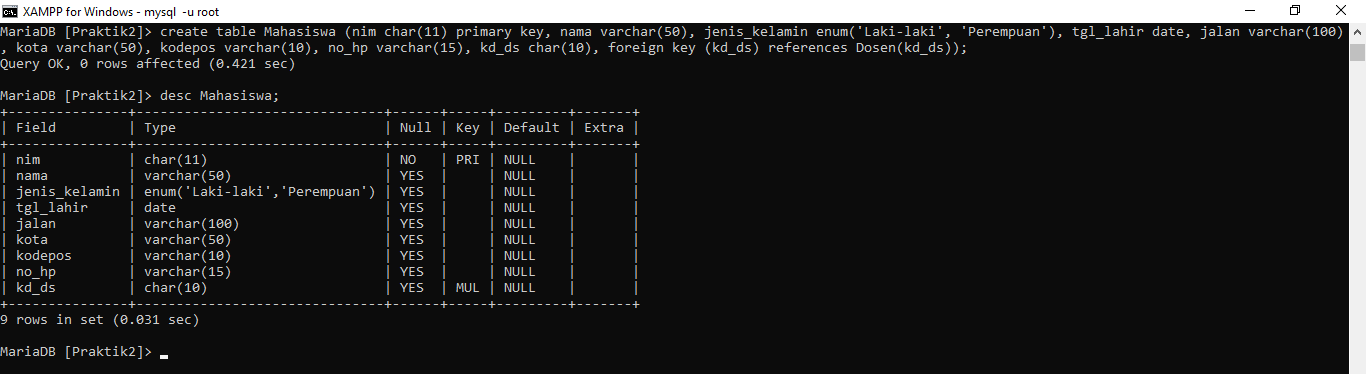 XAMPP for Windows - mysql  -u root
MariaDB [Praktik2]> create table Mahasiswa (nim char(11) primary key, nama varchar(50), jenis_kelamin enum('Laki-laki', 'Perempuan'), tgl_lahir date, jalan varchar(100)
, kota varchar(50), kodepos varchar(10), no_hp varchar(15), kd_ds char(10), foreign key (kd_ds) references Dosen(kd_ds));
Query OK, 0 rows affected (0.421 sec)
MariaDB [Praktik2]> desc Mahasiswa;
+---------------+-------------------------------+------+-----+---------+-------+
| Field         | Type                          | Null | Key | Default | Extra |
+---------------+-------------------------------+------+-----+---------+-------+
| nim           | char(11)                      | NO   | PRI | NULL    |       |
| nama          | varchar(50)                   | YES  |     | NULL    |       |
| jenis_kelamin | enum('Laki-laki','Perempuan') | YES  |     | NULL    |       |
| tgl_lahir     | date                          | YES  |     | NULL    |       |
| jalan         | varchar(100)                  | YES  |     | NULL    |       |
| kota          | varchar(50)                   | YES  |     | NULL    |       |
| kodepos       | varchar(10)                   | YES  |     | NULL    |       |
| no_hp         | varchar(15)                   | YES  |     | NULL    |       |
| kd_ds         | char(10)                      | YES  | MUL | NULL    |       |
+---------------+-------------------------------+------+-----+---------+-------+
9 rows in set (0.031 sec)
MariaDB [Praktik2]> _